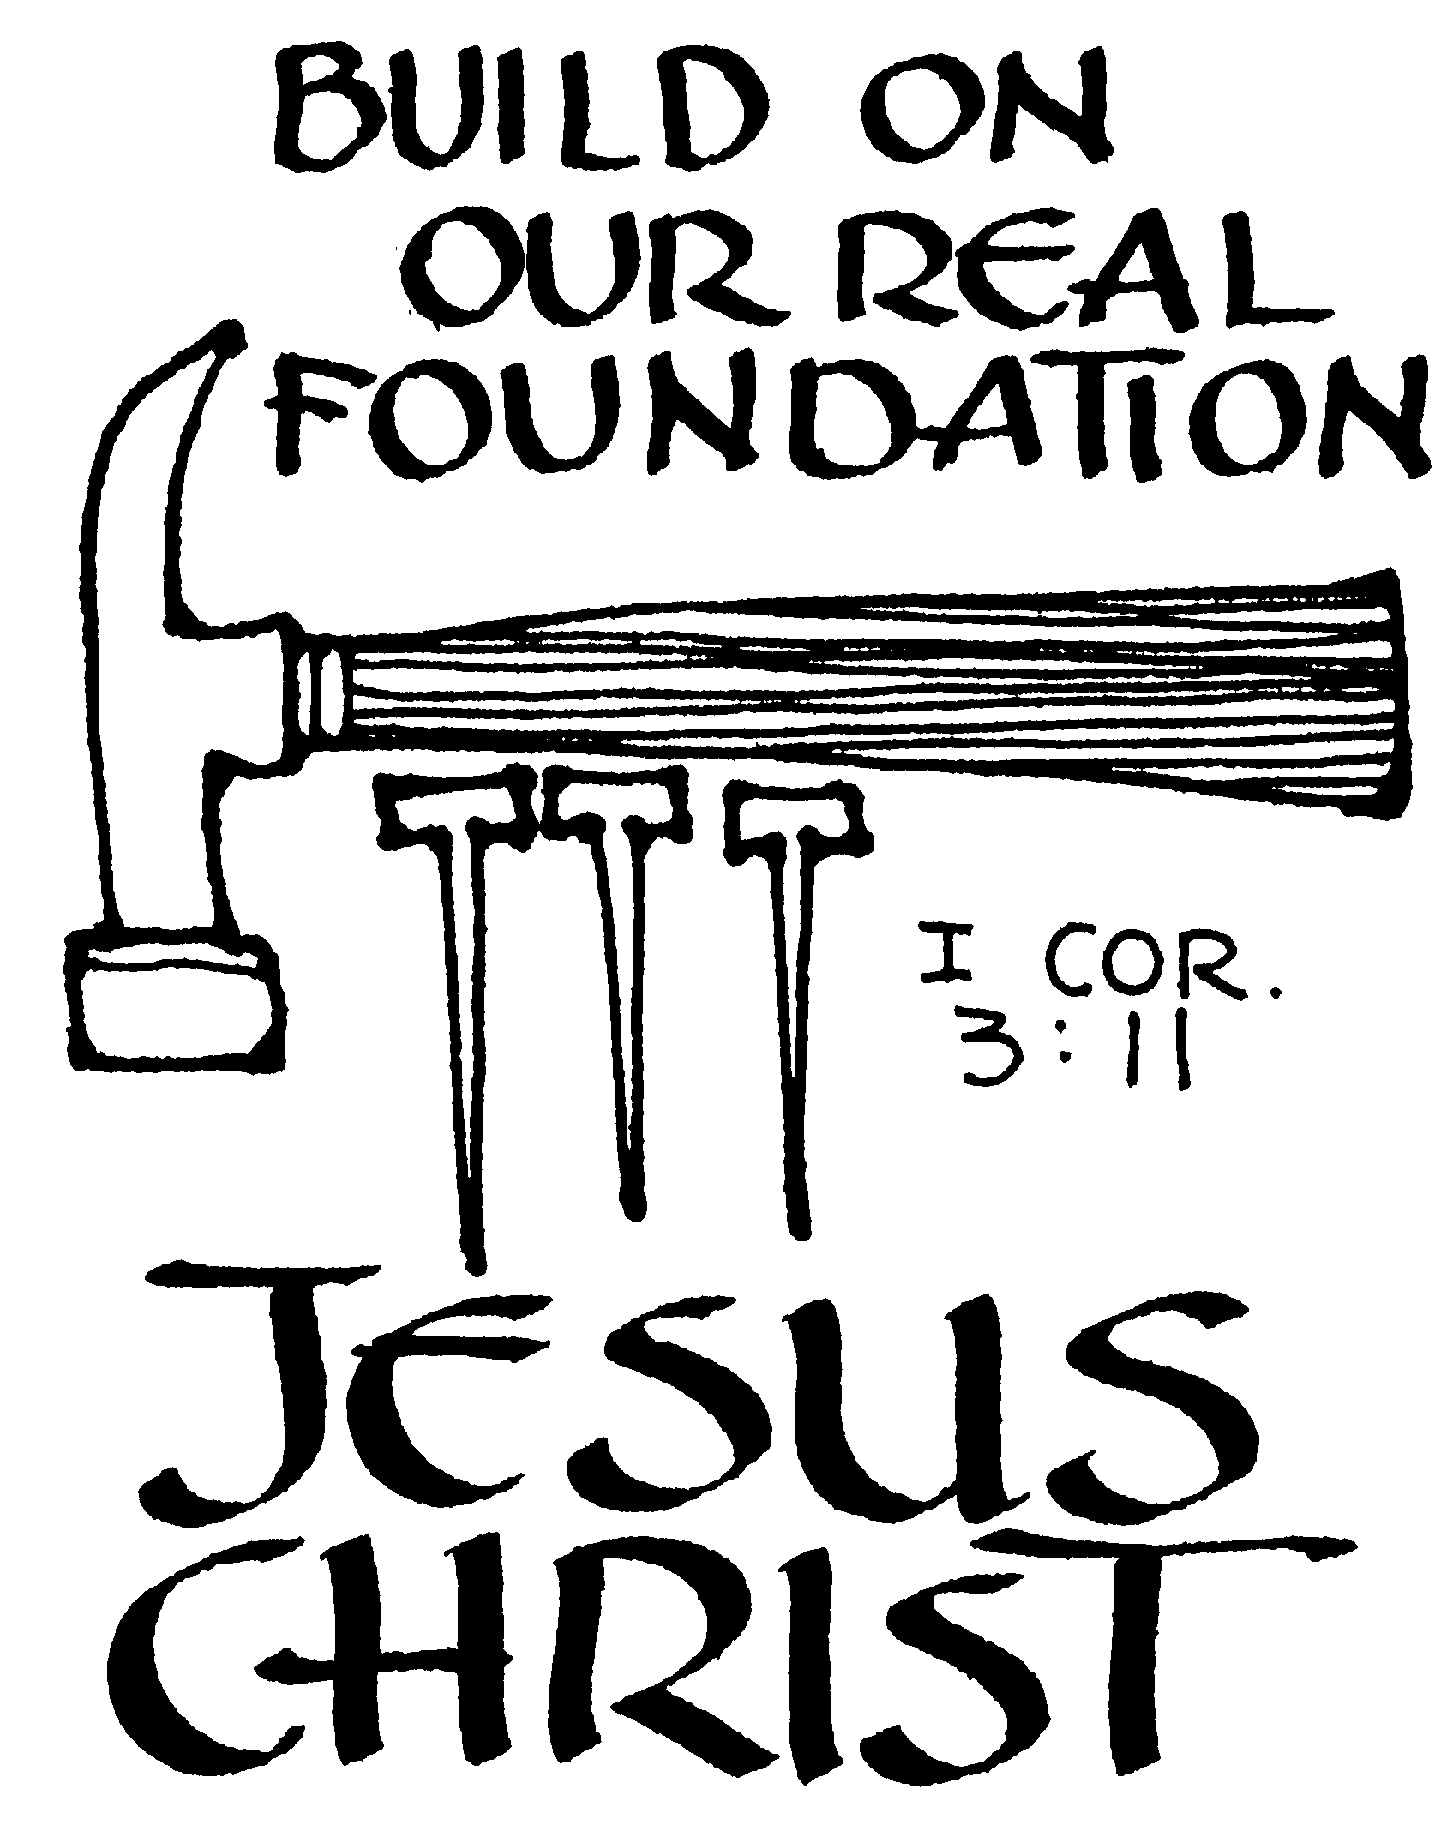 BUILD ON
OUR REAL
FOUNDATION
I COR.
3:11
JESUS
CHRIST